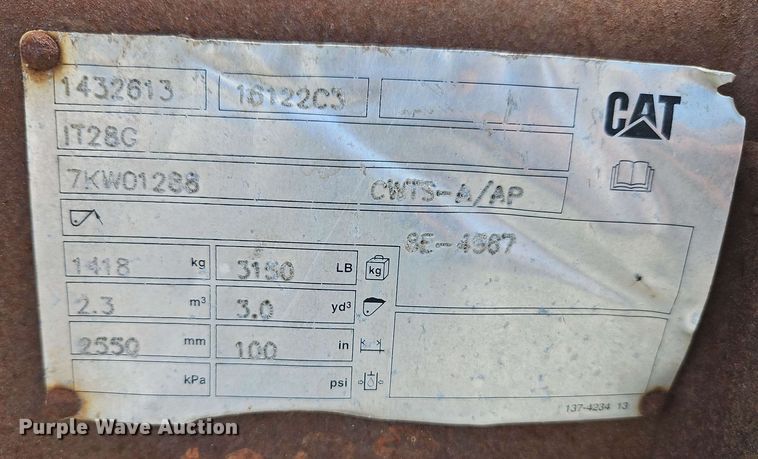 1432613 16122C3
CAT
IT28G
7KW01288 CWTS-A/AP
8E-4567
1418 kg 3150 LB kg
2.3 m³ 3.0 yd³
2550 mm 100 in
kPa psi
137-4234 13
Purple Wave Auction